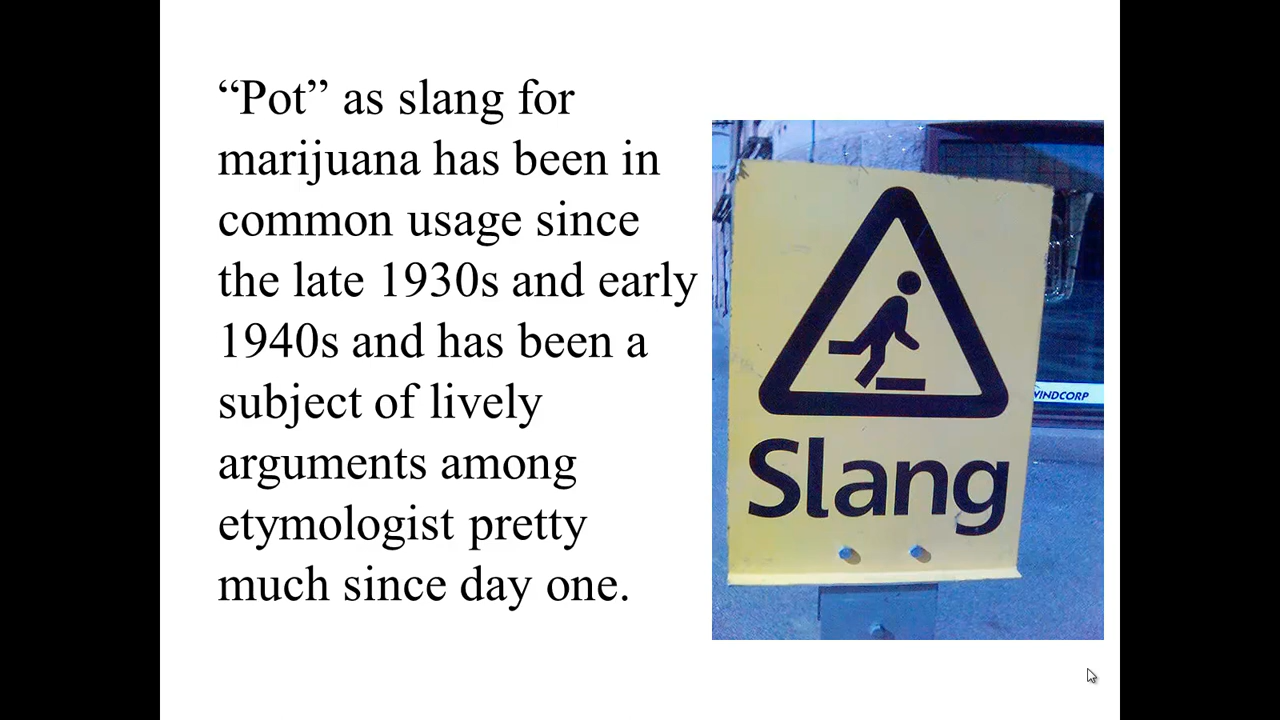 “Pot” as slang for
marijuana has been in
common usage since
the late 1930s and early
1940s and has been a
subject of lively
arguments among
etymologist pretty
much since day one.
Slang
WINDCORP